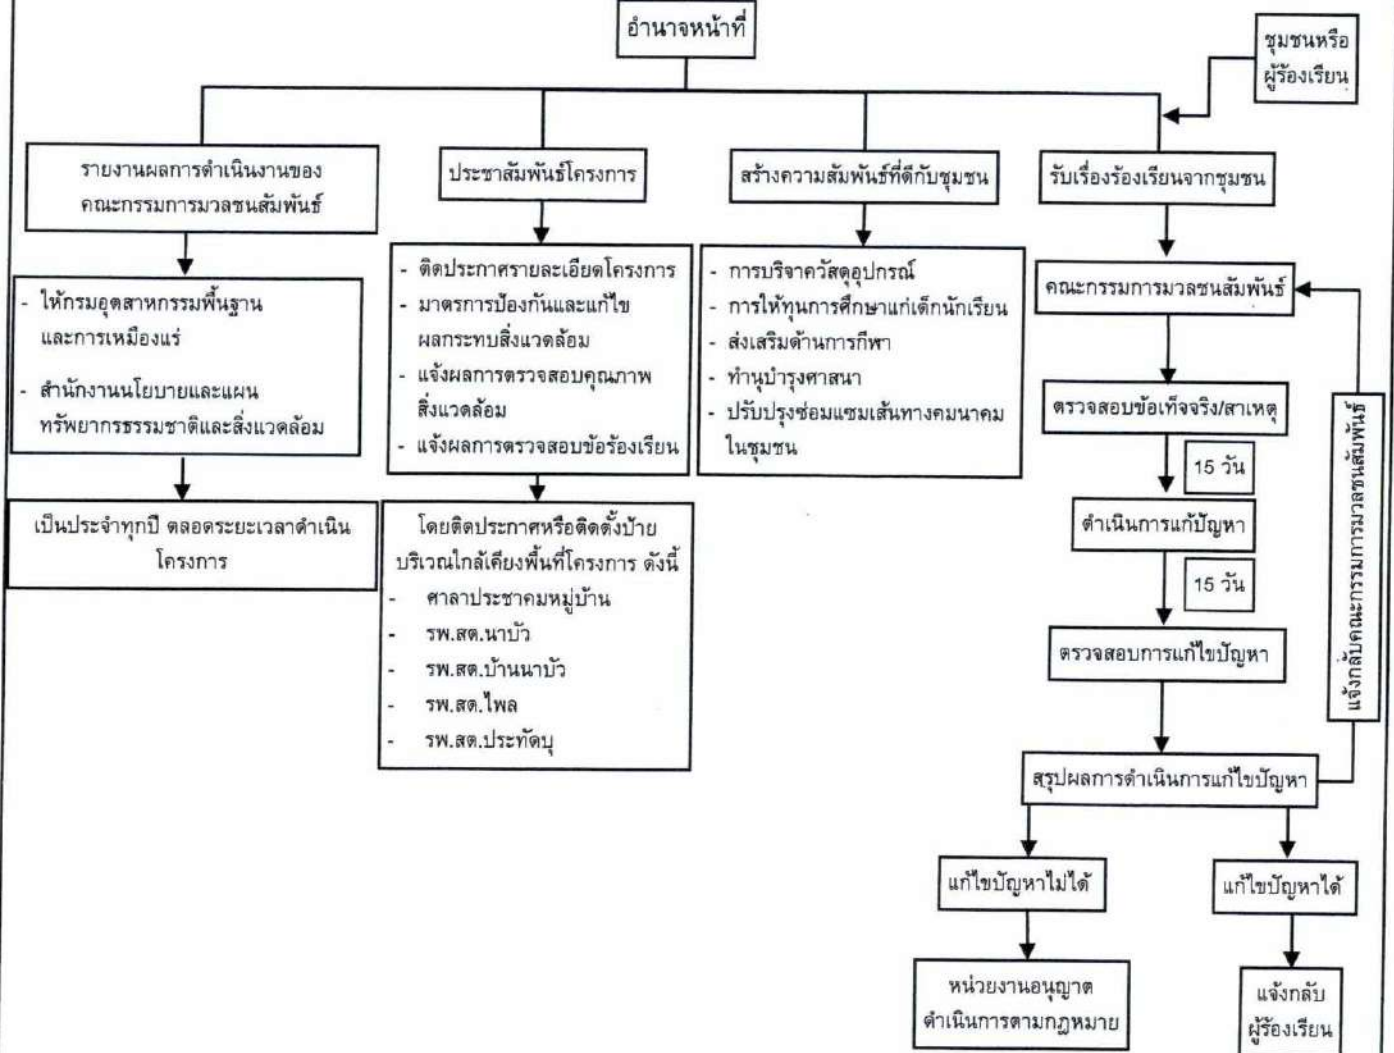 อำนาจหน้าที่
ชุมชนหรือ
ผู้ร้องเรียน
รายงานผลการดำเนินงานของ
คณะกรรมการมวลชนสัมพันธ์
- ให้กรมอุตสาหกรรมพื้นฐาน
และการเหมืองแร่
- สำนักงานนโยบายและแผน
ทรัพยากรธรรมชาติและสิ่งแวดล้อม
เป็นประจำทุกปี ตลอดระยะเวลาดำเนิน
โครงการ
ประชาสัมพันธ์โครงการ
- ติดประกาศรายละเอียดโครงการ
- มาตรการป้องกันและแก้ไข
ผลกระทบสิ่งแวดล้อม
- แจ้งผลการตรวจสอบคุณภาพ
สิ่งแวดล้อม
- แจ้งผลการตรวจสอบข้อร้องเรียน
โดยติดประกาศหรือติดตั้งป้าย
บริเวณใกล้เคียงพื้นที่โครงการ ดังนี้
- ศาลาประชาคมหมู่บ้าน
- รพ.สต.นาบัว
- รพ.สต.บ้านนาบัว
- รพ.สต.ไพล
- รพ.สต.ประทัดบุ
สร้างความสัมพันธ์ที่ดีกับชุมชน
- การบริจาควัสดุอุปกรณ์
- การให้ทุนการศึกษาแก่เด็กนักเรียน
- ส่งเสริมด้านการกีฬา
- ทำนุบำรุงศาสนา
- ปรับปรุงซ่อมแซมเส้นทางคมนาคม
ในชุมชน
รับเรื่องร้องเรียนจากชุมชน
คณะกรรมการมวลชนสัมพันธ์
ตรวจสอบข้อเท็จจริง/สาเหตุ
15 วัน
ดำเนินการแก้ปัญหา
15 วัน
ตรวจสอบการแก้ไขปัญหา
สรุปผลการดำเนินการแก้ไขปัญหา
แจ้งกลับคณะกรรมการมวลชนสัมพันธ์
แก้ไขปัญหาไม่ได้
แก้ไขปัญหาได้
หน่วยงานอนุญาต
ดำเนินการตามกฎหมาย
แจ้งกลับ
ผู้ร้องเรียน